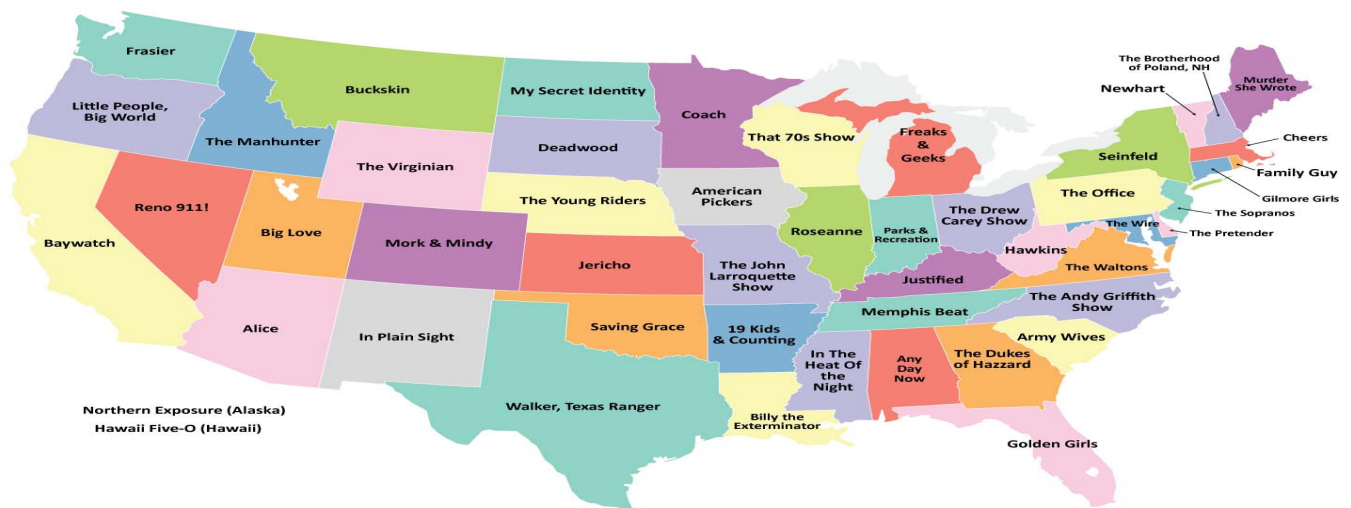 Frasier
Little People,
Big World
Buckskin
The Manhunter
My Secret Identity
Coach
Deadwood
The Virginian
That 70s Show
Freaks
& Geeks
The Brotherhood
of Poland, NH
Newhart
Murder
She Wrote
Cheers
Seinfeld
Family Guy
Gilmore Girls
The Office
The Sopranos
The Wire
The Pretender
Reno 911!
Big Love
Baywatch
The Young Riders
American
Pickers
Mork & Mindy
Roseanne
Parks &
Recreation
The Drew
Carey Show
Hawkins
The Waltons
Jericho
The John
Larroquette
Show
Justified
The Andy Griffith
Show
Memphis Beat
Alice
In Plain Sight
Saving Grace
19 Kids
& Counting
Army Wives
In The
Heat Of
the
Night
Any
Day
Now
The Dukes
of Hazzard
Walker, Texas Ranger
Billy the
Exterminator
Golden Girls
Northern Exposure (Alaska)
Hawaii Five-O (Hawaii)